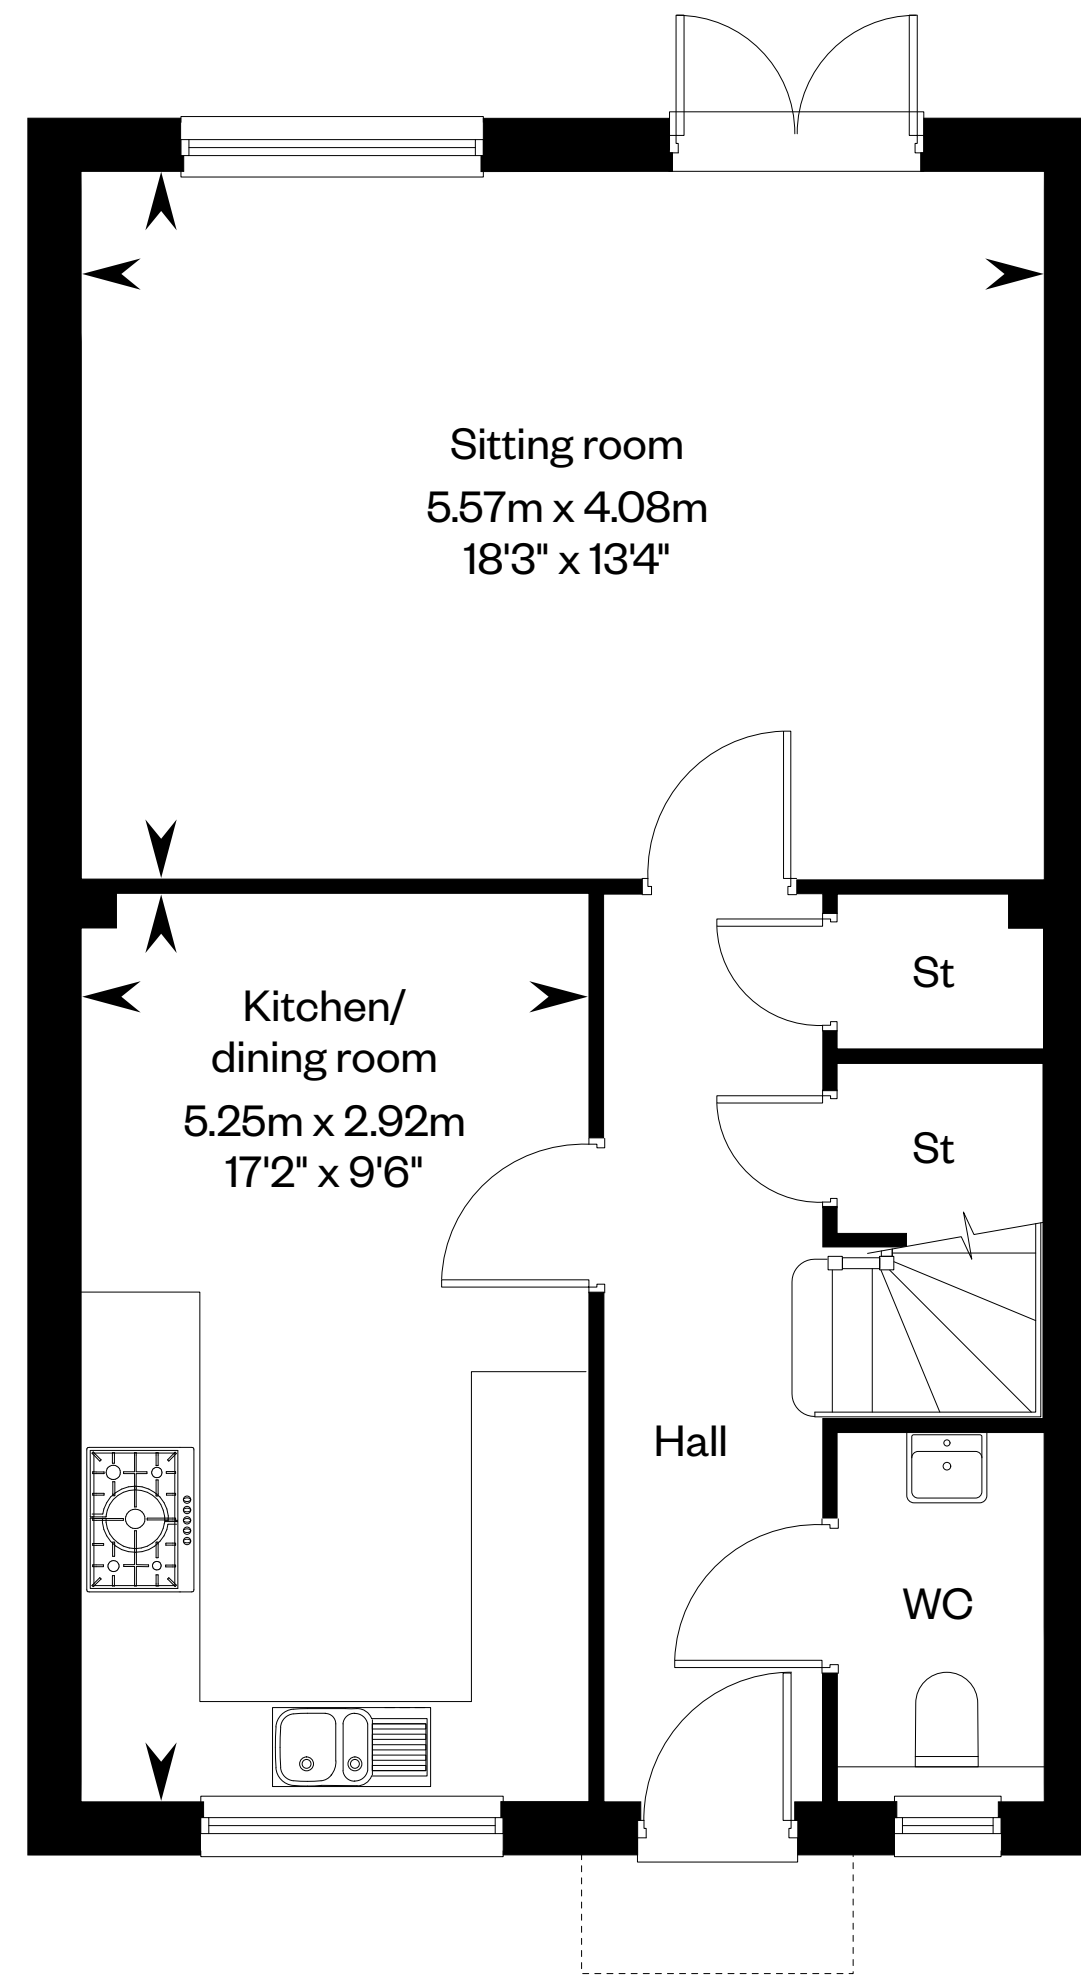 Sitting room
5.57m x 4.08m
18'3" x 13'4"
Kitchen/
dining room
5.25m x 2.92m
17'2" x 9'6"
St
St
Hall
WC